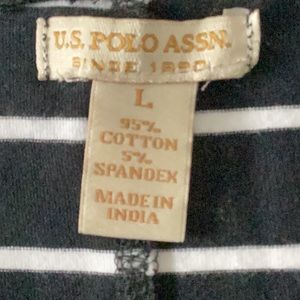 U.S. POLO ASSN.
SINCE 1890
L
95%
COTTON
5%
SPANDEX
MADE IN
INDIA